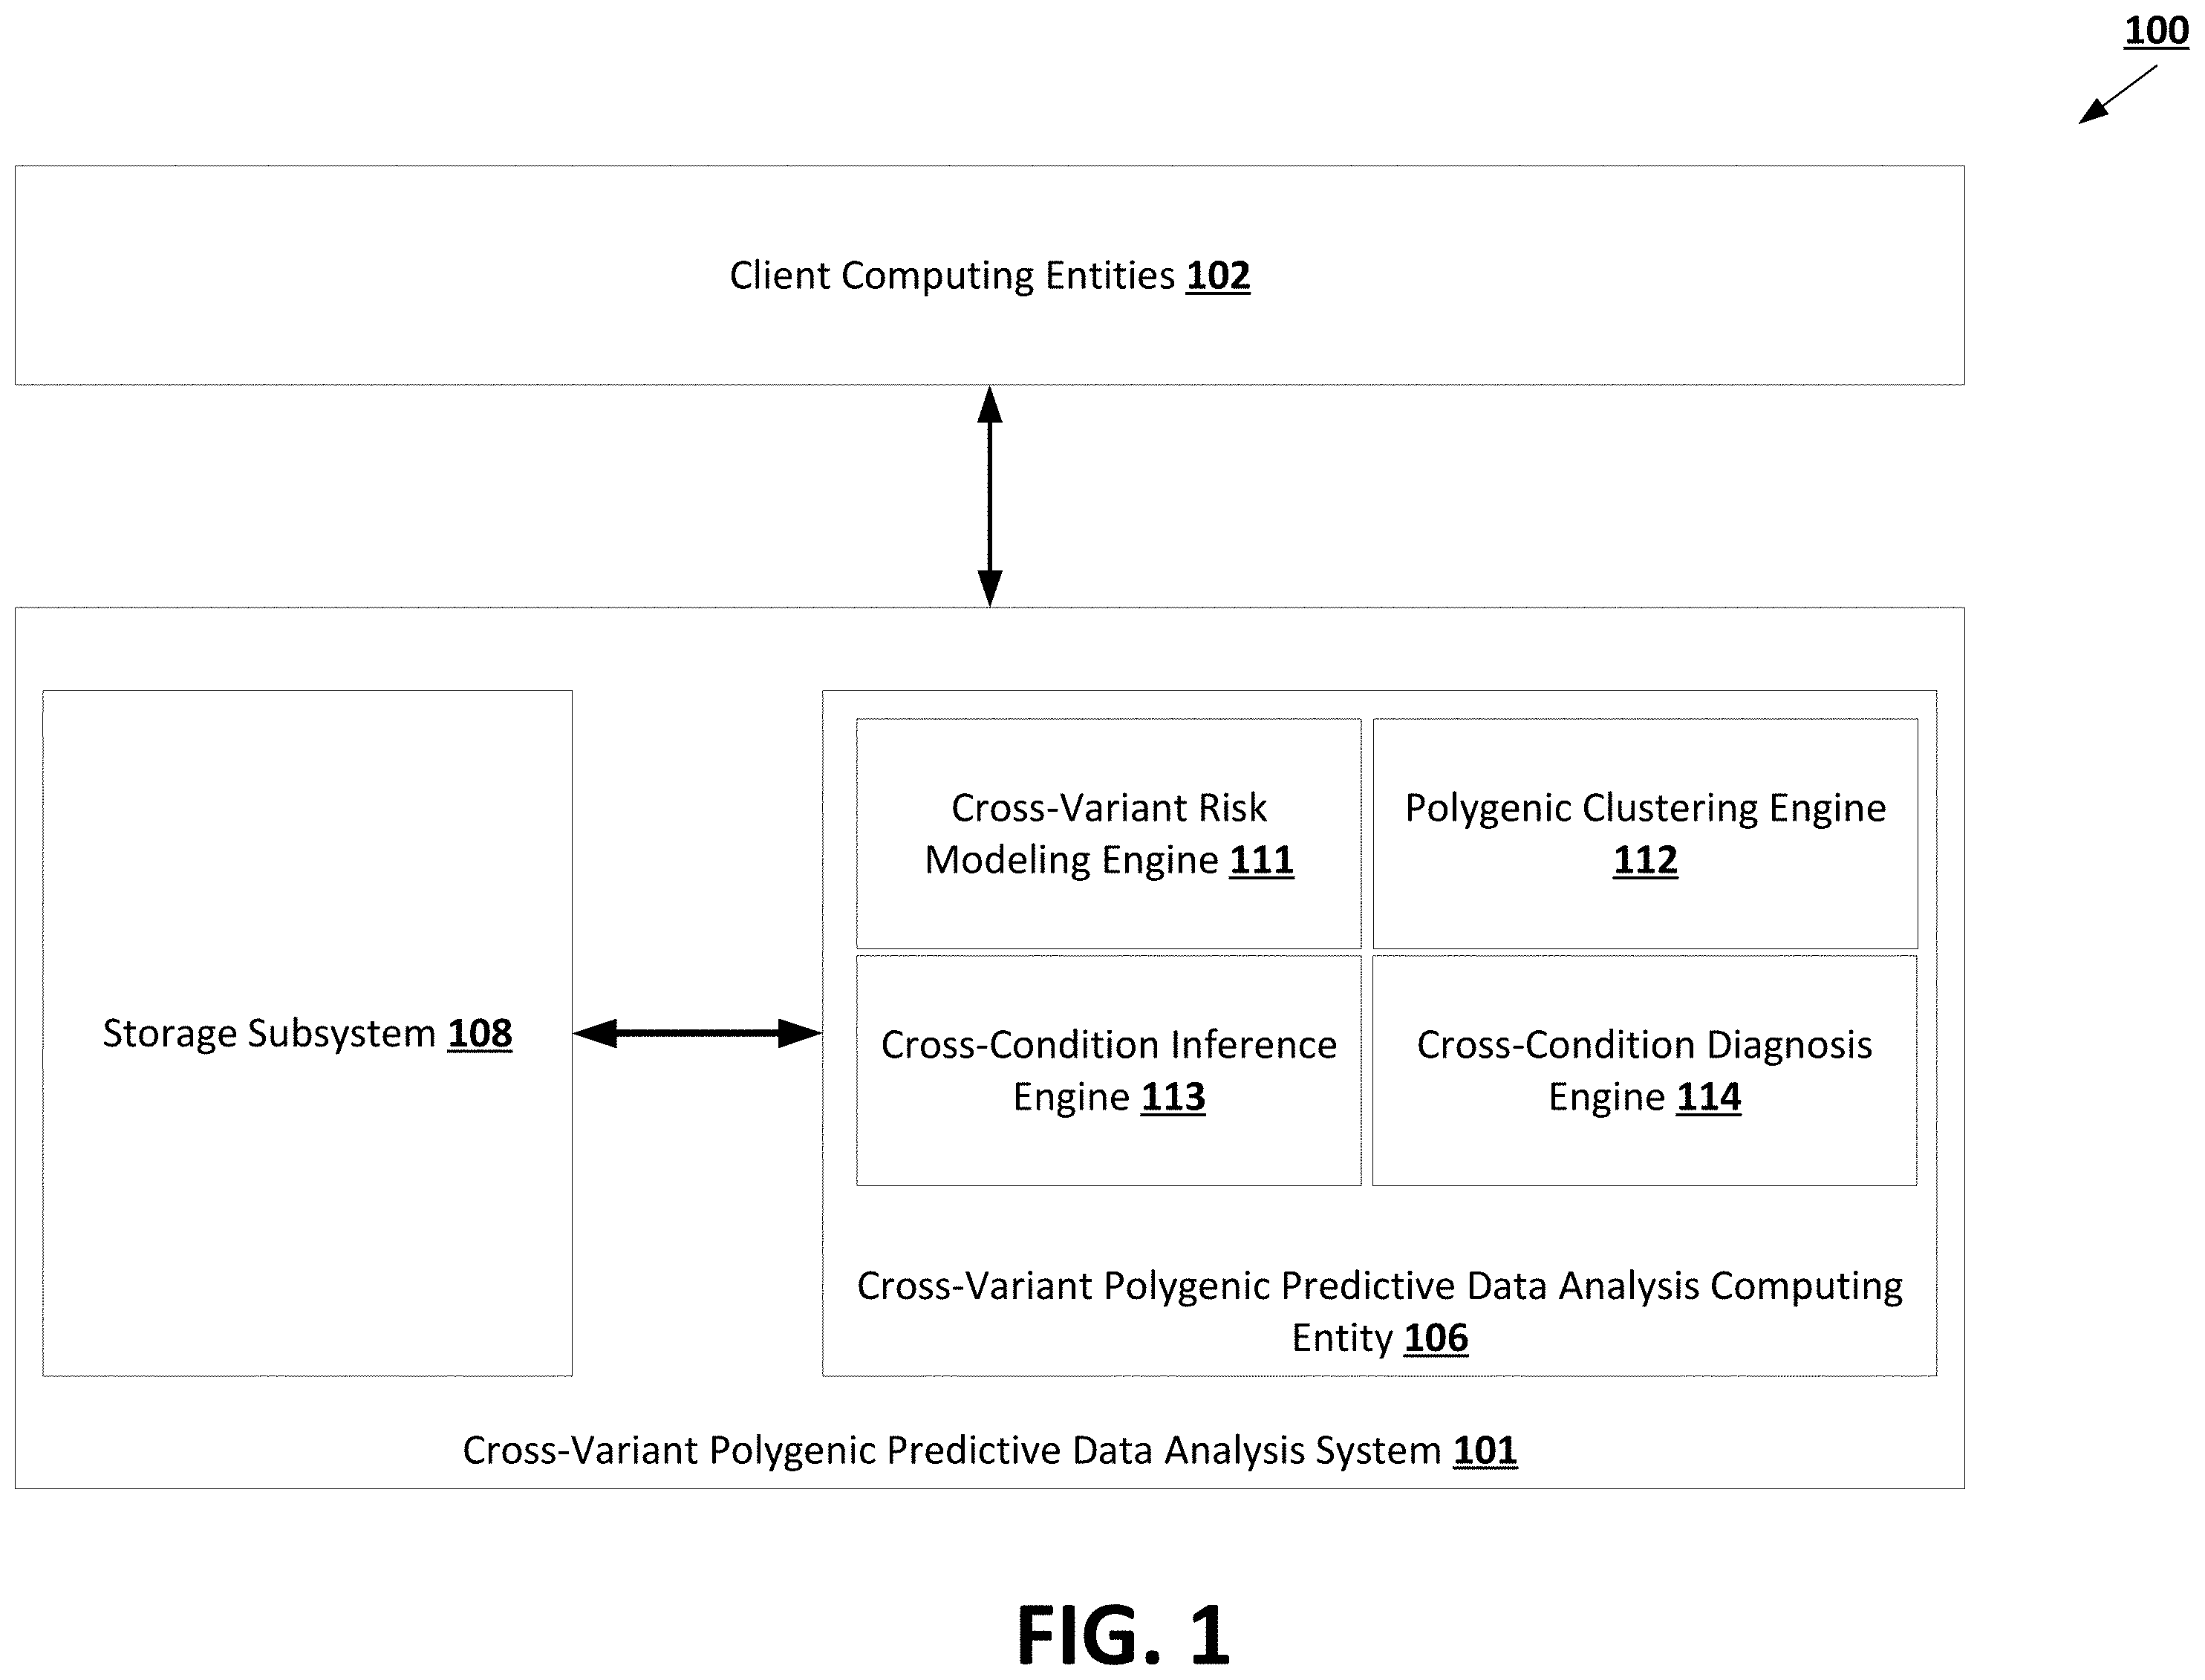 100
Client Computing Entities 102
Storage Subsystem 108
Cross-Variant Risk
Modeling Engine 111
Polygenic Clustering Engine
112
Cross-Condition Inference
Engine 113
Cross-Condition Diagnosis
Engine 114
Cross-Variant Polygenic Predictive Data Analysis Computing
Entity 106
Cross-Variant Polygenic Predictive Data Analysis System 101
FIG. 1